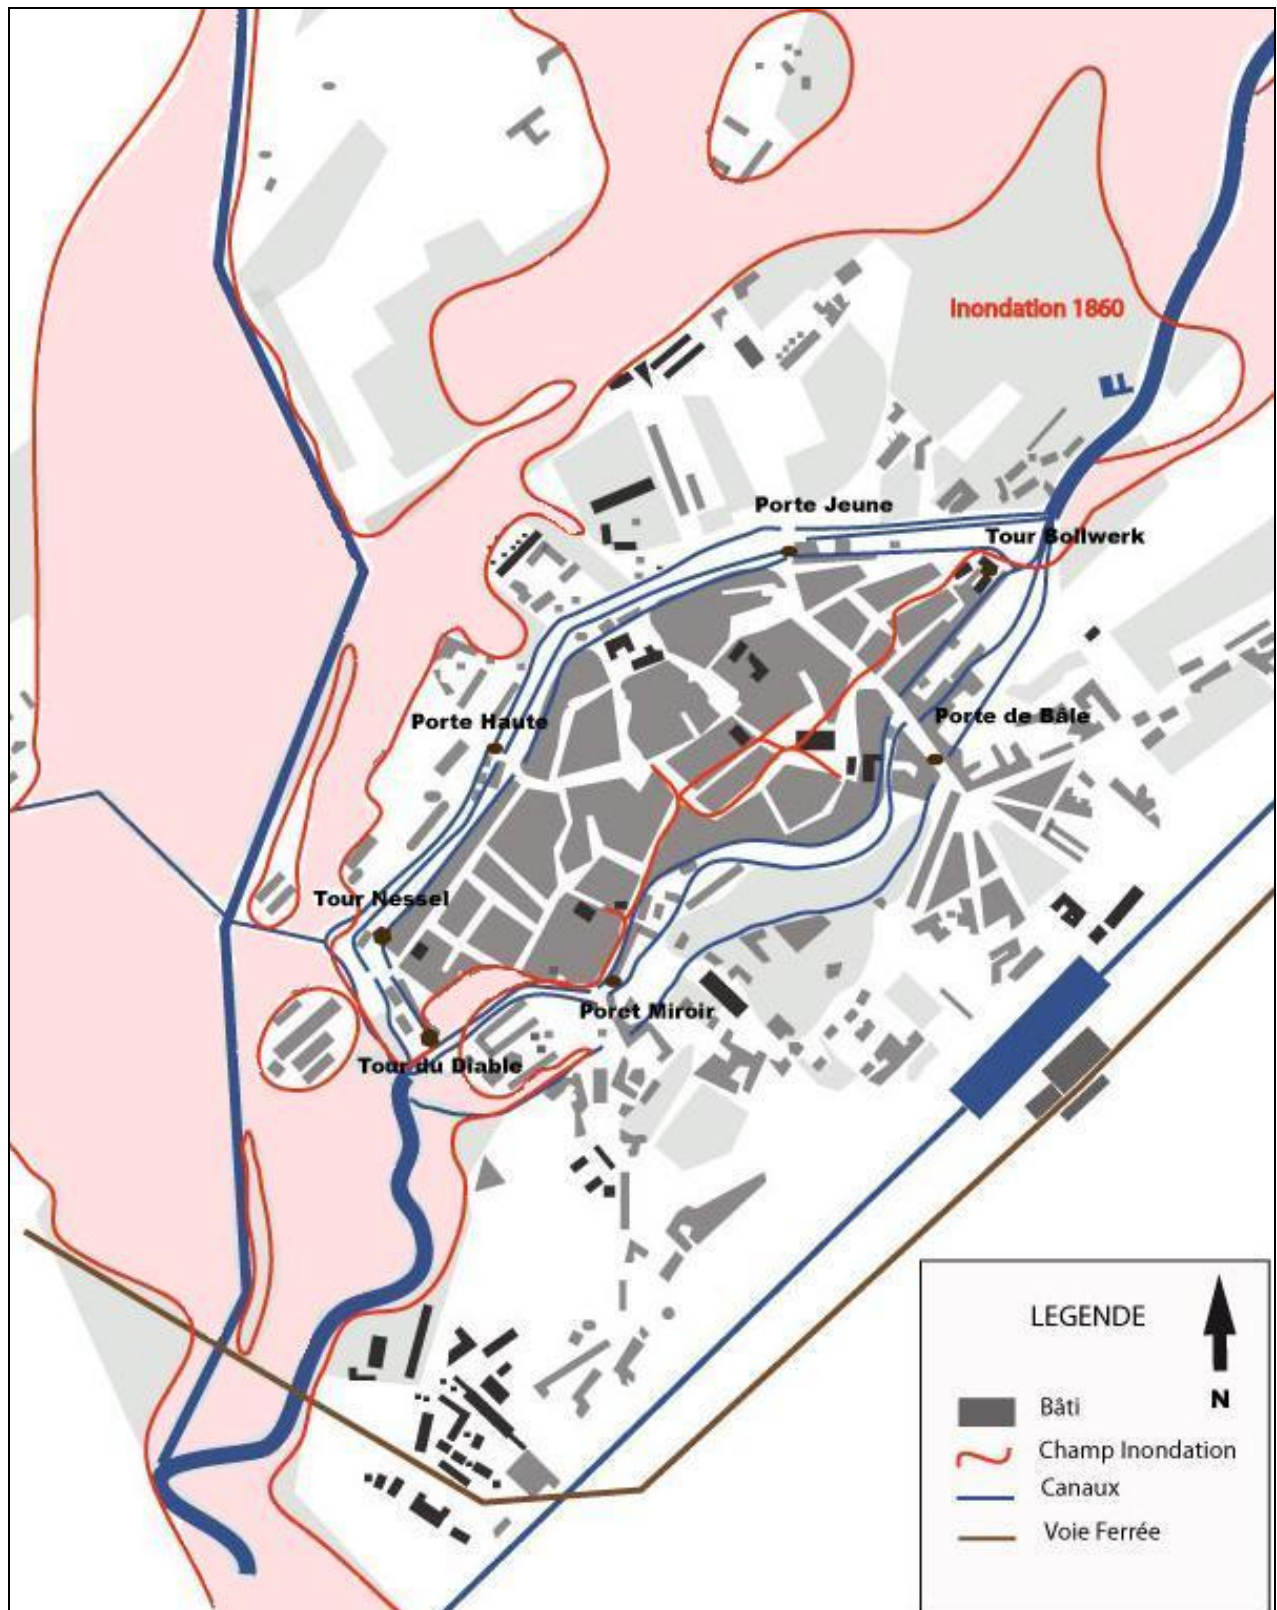 Inondation 1860
Porte Jeune
Tour Bollwerk
Porte Haute
Porte de Bâle
Tour Nessel
Poret Miroir
Tour du Diable
LEGENDE
N
Bâti
Champ Inondation
Canaux
Voie Ferrée